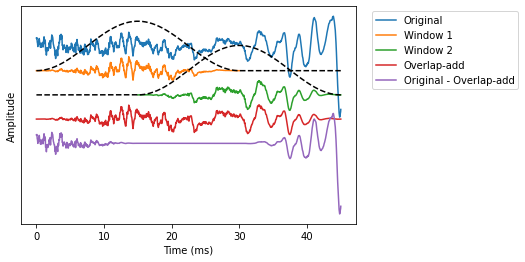 Original
Window 1
Window 2
Overlap-add
Original - Overlap-add
Amplitude
0
10
20
30
40
Time (ms)